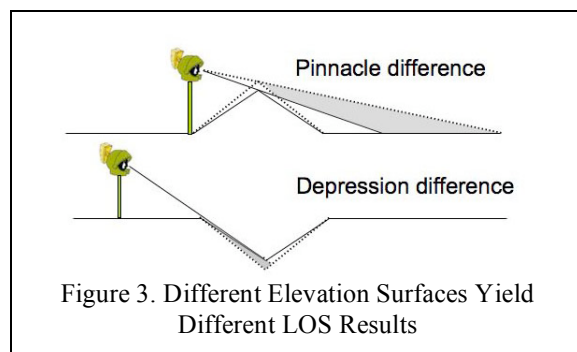 Pinnacle difference
Depression difference
Figure 3. Different Elevation Surfaces Yield
Different LOS Results